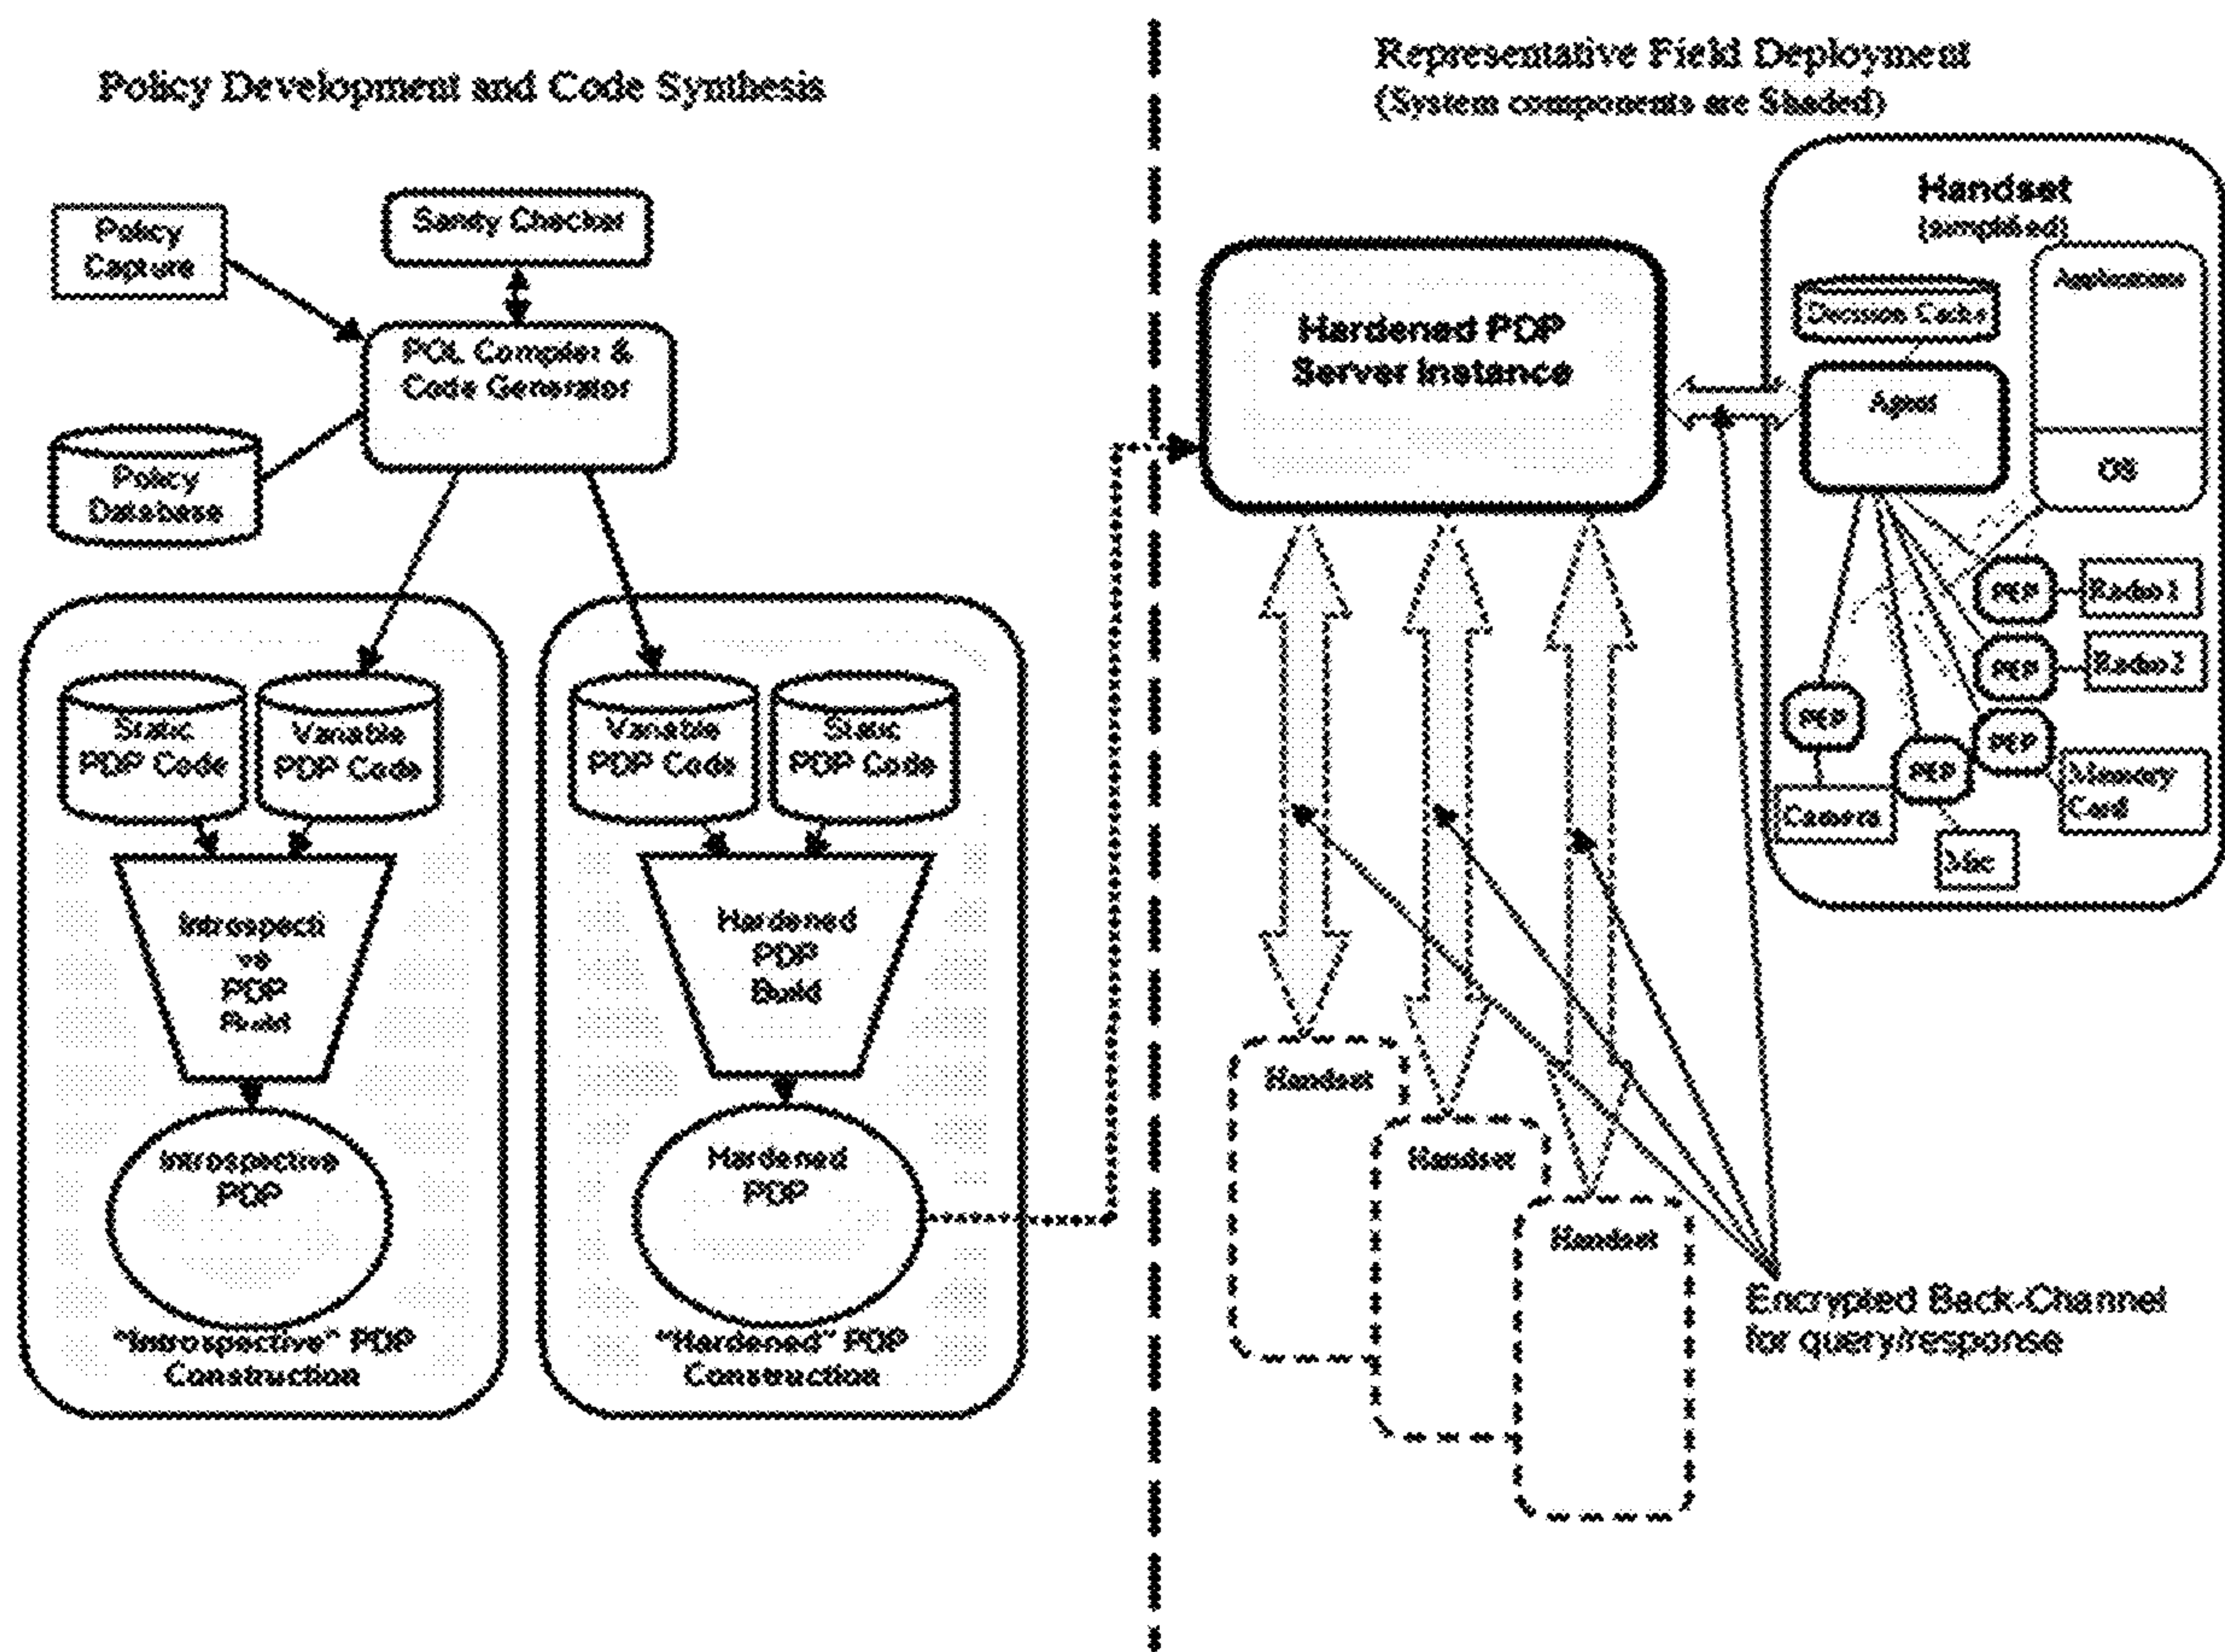 Policy Development and Code Synthesis
Representative Field Deployment
(System components are Shaded)
Policy
Capture
Sanity Checker
POL Compiler &
Code Generator
Policy
Database
Static
PDP Code
Variable
PDP Code
Introspecti
ve
PDP
Build
Introspective
PDP
"Introspective" PDP
Construction
Variable
PDP Code
Static
PDP Code
Hardened
PDP
Build
Hardened
PDP
"Hardened" PDP
Construction
Hardened PDP
Server Instance
Handset
(simplified)
Decision Cache
Applications
Agent
OS
PEP
Radio1
PEP
Radio2
PEP
PEP
PEP
Memory
Card
Camera
Mic
Handset
Handset
Handset
Encrypted Back-Channel
for query/response